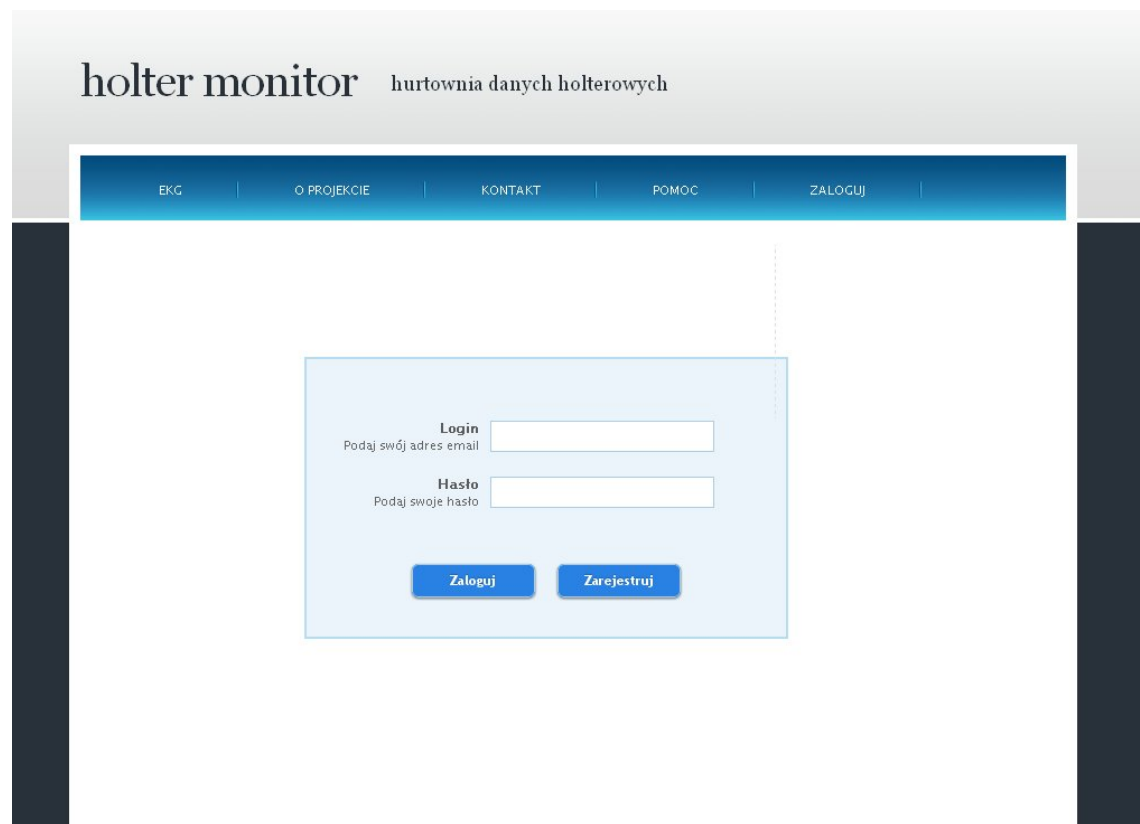 holter monitor hurtownia danych holterowych
EKG O PROJEKCIE KONTAKT POMOC ZALOGUJ
Login
Podaj swój adres email
Hasło
Podaj swoje hasło
Zaloguj Zarejestruj